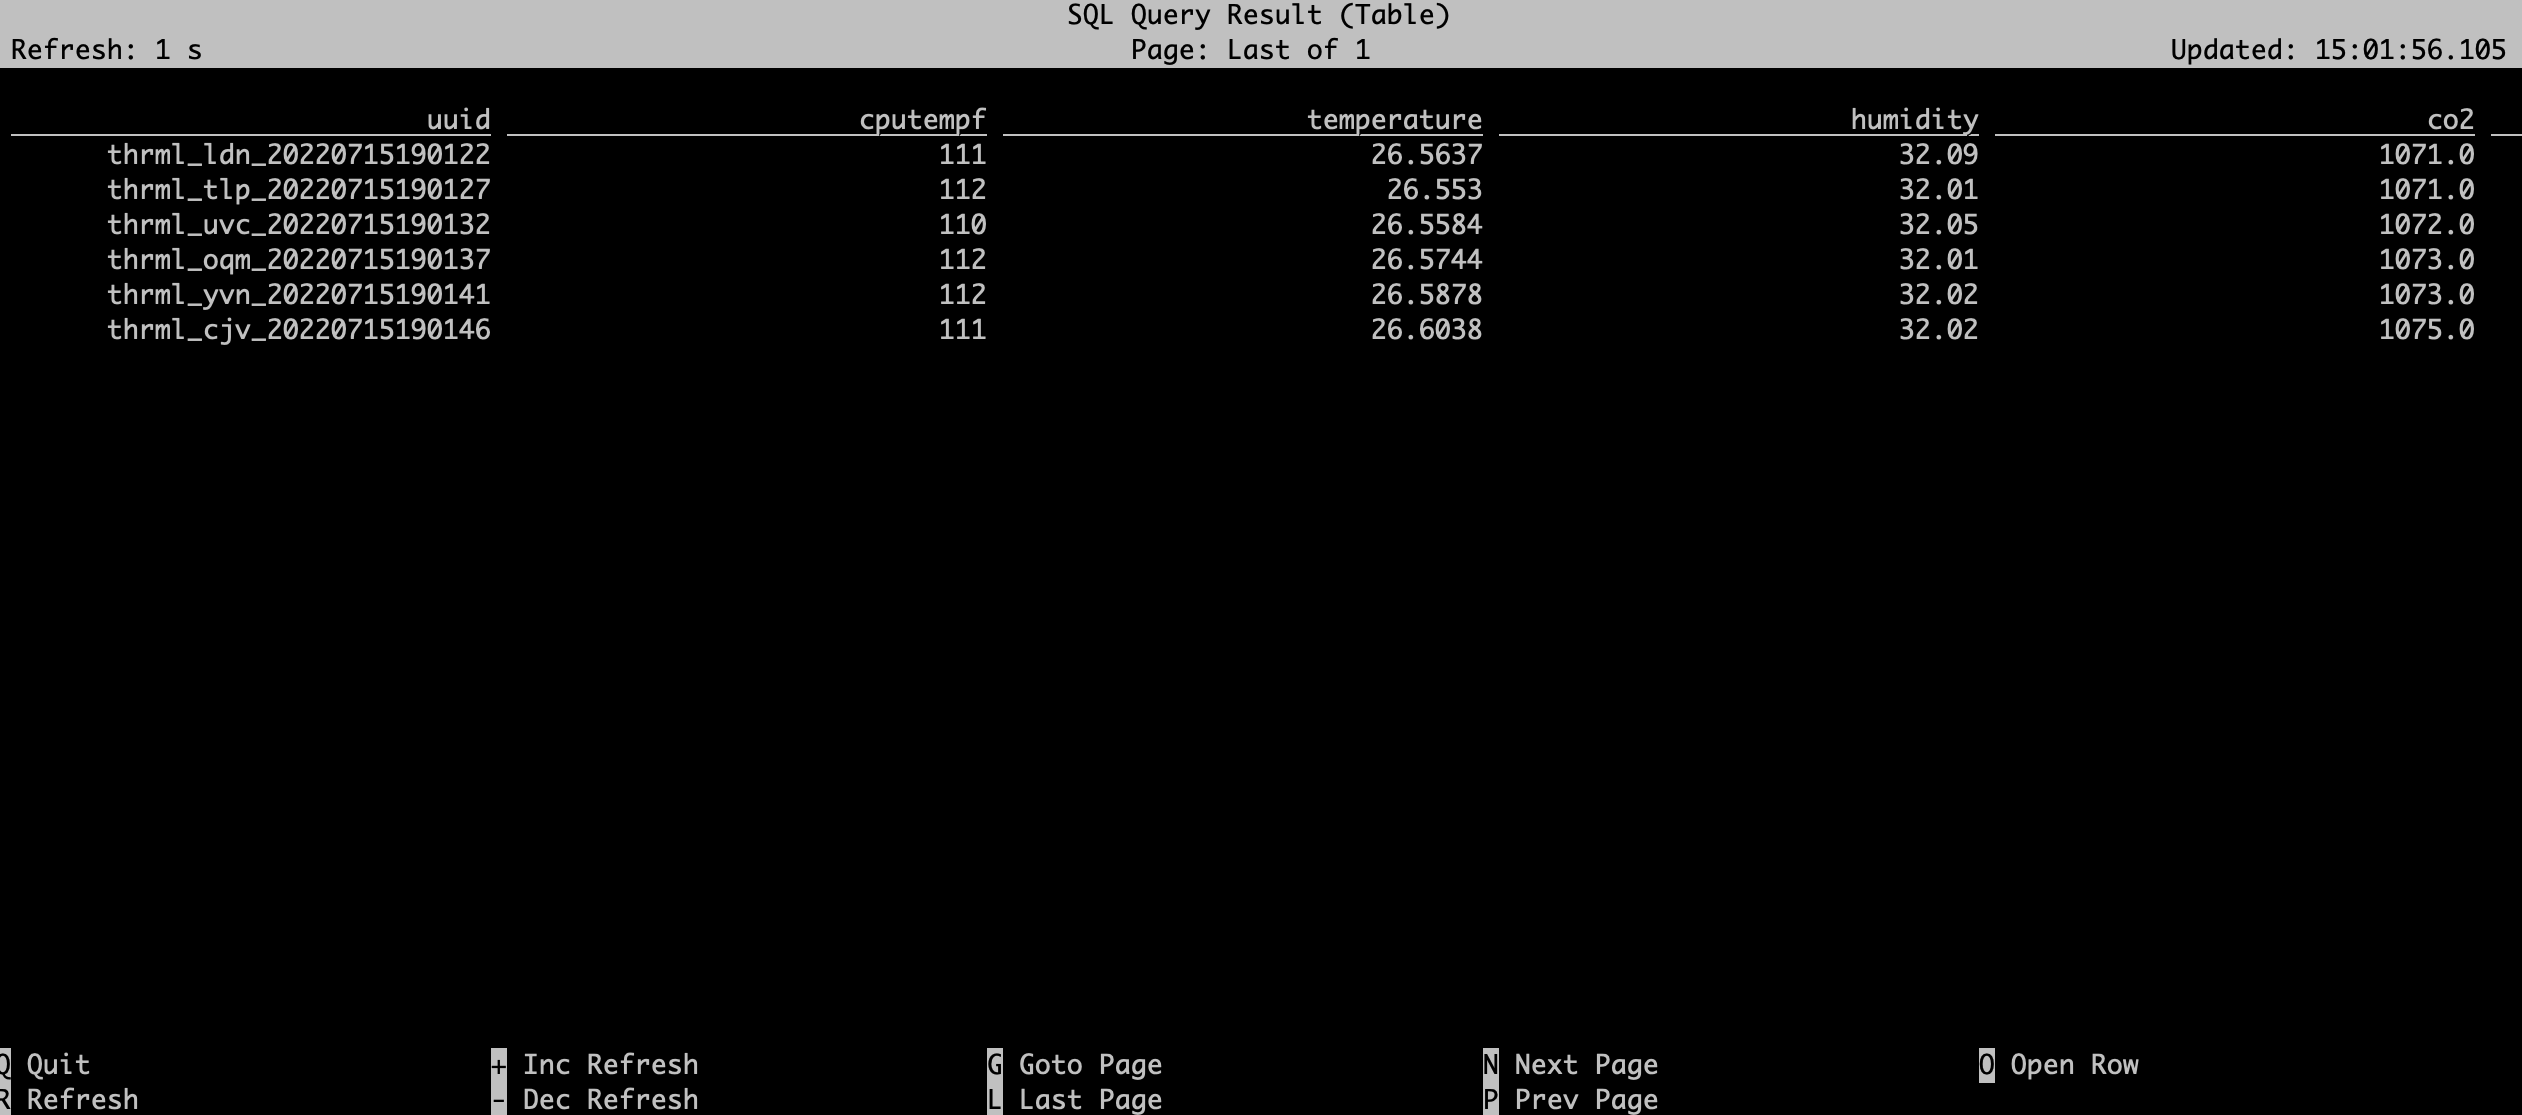 SQL Query Result (Table)
Refresh: 1 s Page: Last of 1 Updated: 15:01:56.105
uuid cputempf temperature humidity co2
thrml_ldn_20220715190122 111 26.5637 32.09 1071.0
thrml_tlp_20220715190127 112 26.553 32.01 1071.0
thrml_uvc_20220715190132 110 26.5584 32.05 1072.0
thrml_oqm_20220715190137 112 26.5744 32.01 1073.0
thrml_yvn_20220715190141 112 26.5878 32.02 1073.0
thrml_cjv_20220715190146 111 26.6038 32.02 1075.0
Q Quit + Inc Refresh G Goto Page N Next Page O Open Row
R Refresh - Dec Refresh L Last Page P Prev Page